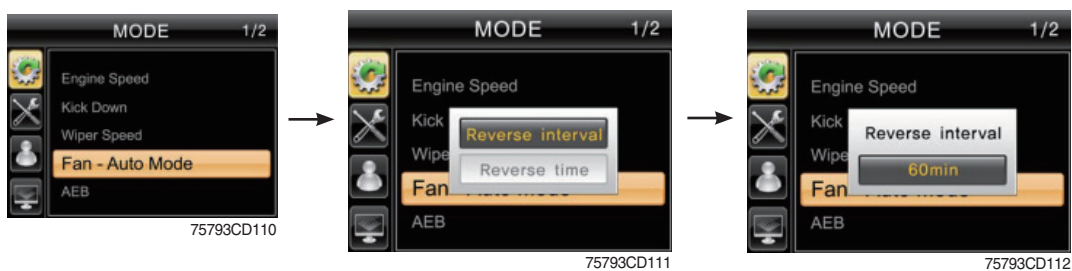 MODE 1/2
Engine Speed
Kick Down
Wiper Speed
Fan - Auto Mode
AEB
75793CD110
MODE 1/2
Engine Speed
Kick
Reverse interval
Wipe
Reverse time
Fan
AEB
75793CD111
MODE 1/2
Engine Speed
Kick
Reverse interval
Wipe
60min
Fan
AEB
75793CD112